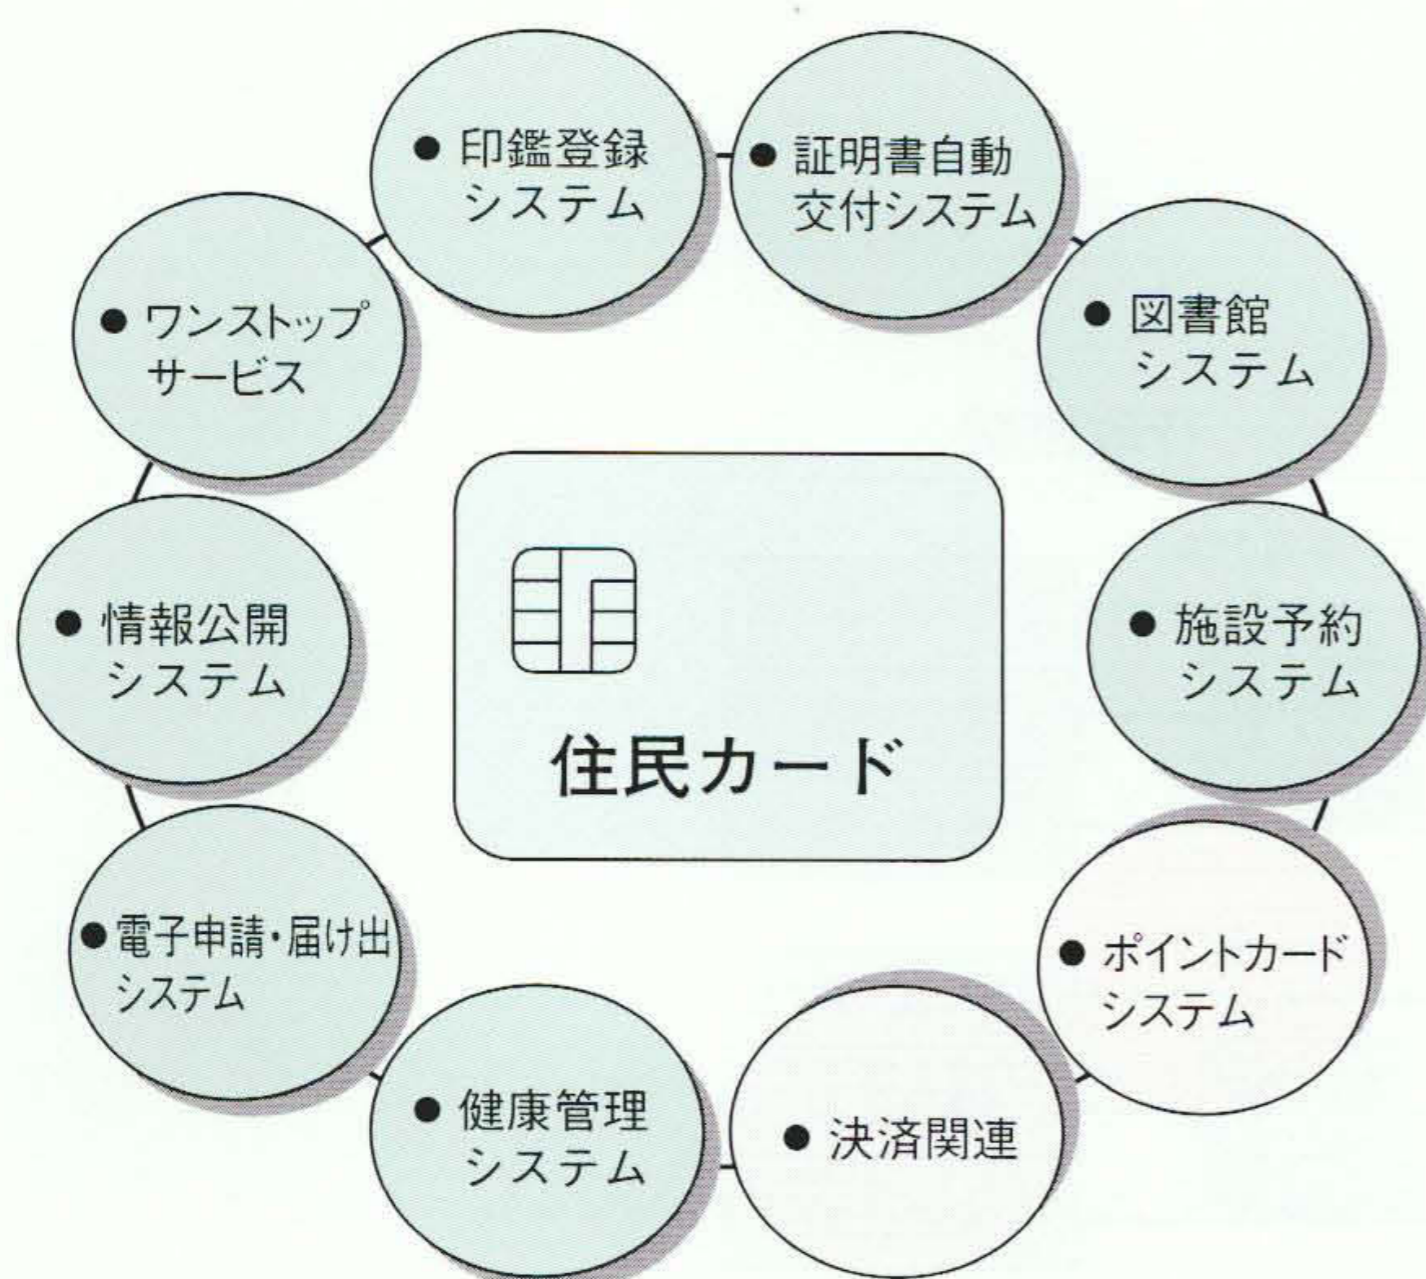 ● 印鑑登録
システム
● 証明書自動
交付システム
● 図書館
システム
● 施設予約
システム
● ポイントカード
システム
● 決済関連
● 健康管理
システム
● 電子申請・届け出
システム
● 情報公開
システム
● ワンストップ
サービス
住民カード